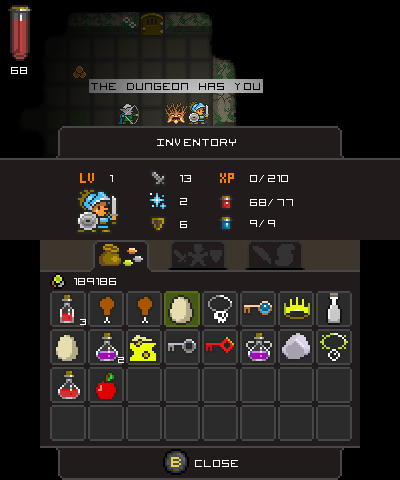 68
THE DUNGEON HAS YOU
INVENTORY
LV 1 13 XP 0/210
2 68/77
6 9/9
189186
3
2
B CLOSE